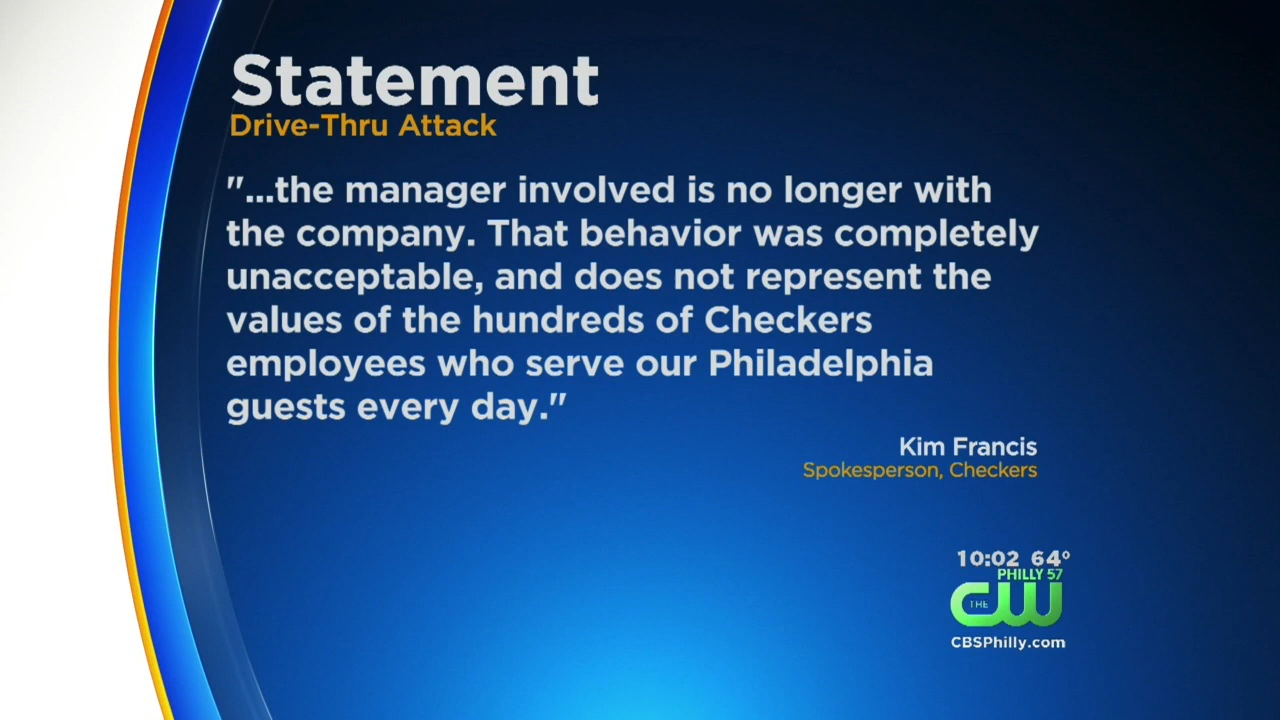 Statement
Drive-Thru Attack
"...the manager involved is no longer with
the company. That behavior was completely
unacceptable, and does not represent the
values of the hundreds of Checkers
employees who serve our Philadelphia
guests every day."
Kim Francis
Spokesperson, Checkers
10:02 64°
PHILLY 57
THE CW
CBSPhilly.com